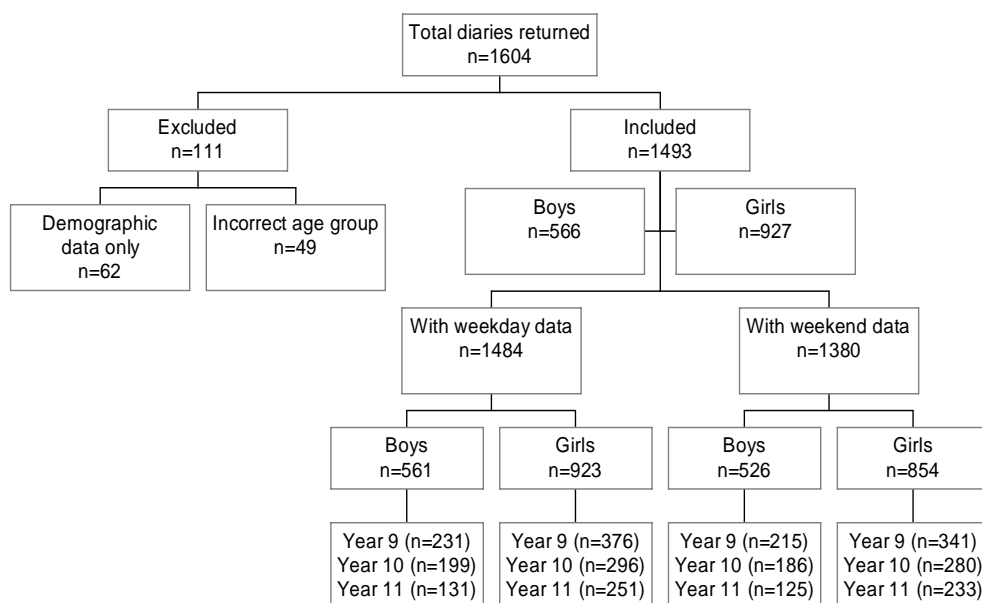 Total diaries returned
n=1604
Excluded
n=111
Included
n=1493
Demographic
data only
n=62
Incorrect age group
n=49
Boys
n=566
Girls
n=927
With weekday data
n=1484
With weekend data
n=1380
Boys
n=561
Girls
n=923
Boys
n=526
Girls
n=854
Year 9 (n=231)
Year 10 (n=199)
Year 11 (n=131)
Year 9 (n=376)
Year 10 (n=296)
Year 11 (n=251)
Year 9 (n=215)
Year 10 (n=186)
Year 11 (n=125)
Year 9 (n=341)
Year 10 (n=280)
Year 11 (n=233)